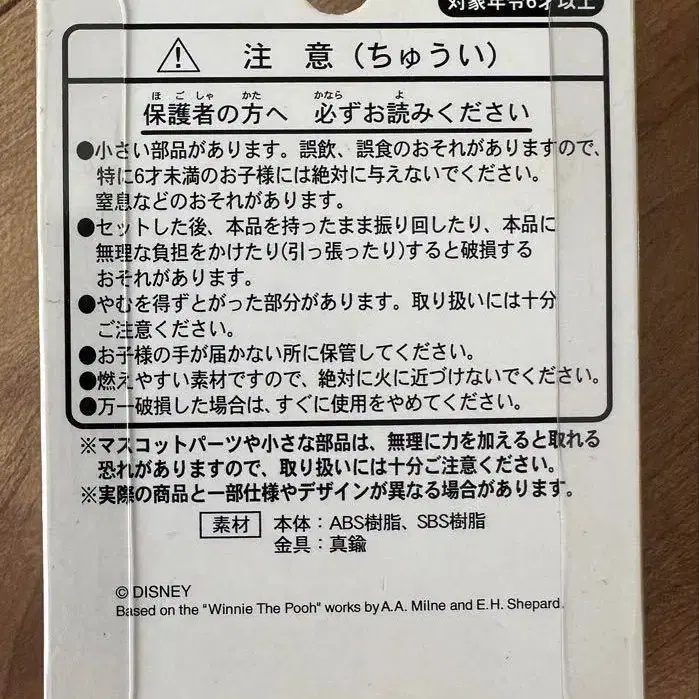 対象年令6才以上
注 意 (ちゅうい)
保護者の方へ 必ずお読みください
●小さい部品があります。誤飲、誤食のおそれがありますので、
特に6才未満のお子様には絶対に与えないでください。
窒息などのおそれがあります。
●セットした後、本品を持ったまま振り回したり、本品に
無理な負担をかけたり(引っ張ったり)すると破損する
おそれがあります。
●やむを得ずとがった部分があります。取り扱いには十分
ご注意ください。
●お子様の手が届かない所に保管してください。
●燃えやすい素材ですので、絶対に火に近づけないでください。
●万一破損した場合は、すぐに使用をやめてください。
※マスコットパーツや小さな部品は、無理に力を加えると取れる
恐れがありますので、取り扱いには十分ご注意ください。
※実際の商品と一部仕様やデザインが異なる場合があります。
素材 本体：ABS樹脂、SBS樹脂
金具：真鍮
© DISNEY
Based on the "Winnie The Pooh" works by A.A. Milne and E.H. Shepard.